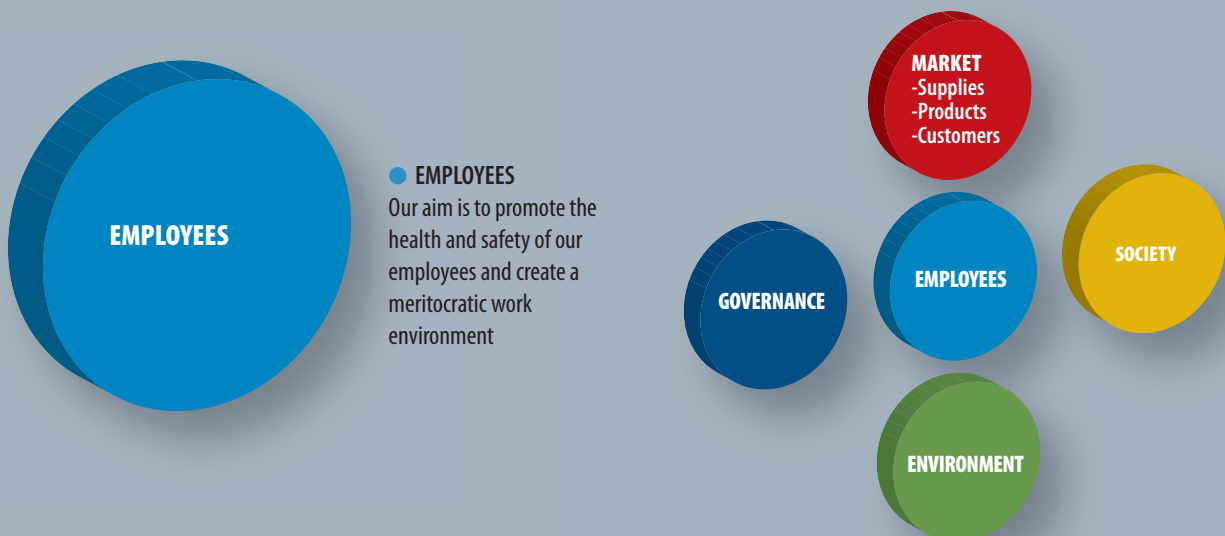 EMPLOYEES
EMPLOYEES
Our aim is to promote the
health and safety of our
employees and create a
meritocratic work
environment
MARKET
-Supplies
-Products
-Customers
GOVERNANCE
EMPLOYEES
SOCIETY
ENVIRONMENT